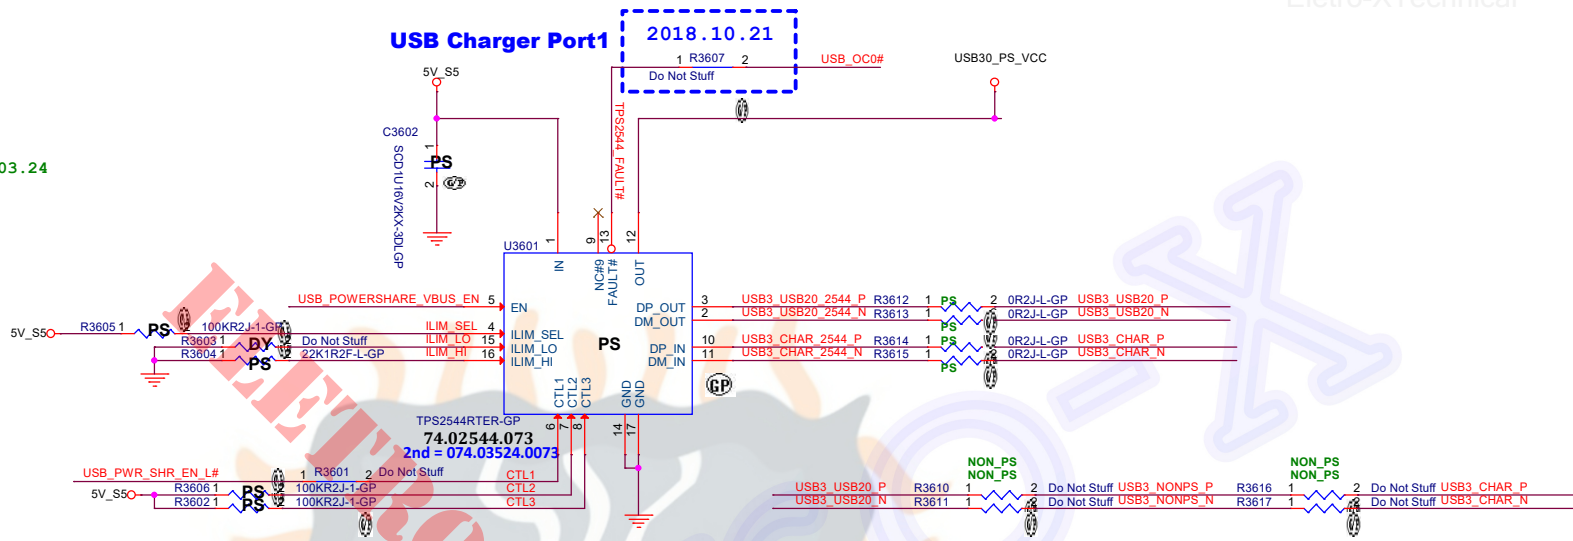 Eletro-XTechnical
USB Charger Port1
2018.10.21
1 R3607 2
USB_OC0#
Do Not Stuff
USB30_PS_VCC
5V_S5
TPS2544_FAULT#
C3602
1
PS
2
SCD1U16V2KX-3DLGP
03.24
U3601
1
9
13
12
IN
NC#9
FAULT#
OUT
USB_POWERSHARE_VBUS_EN 5 EN
5V_S5 R3605 1 PS 2 100KR2J-1-GP ILIM_SEL 4 ILIM_SEL
R3603 1 DY 2 Do Not Stuff ILIM_LO 15 ILIM_LO
R3604 1 PS 2 22K1R2F-L-GP ILIM_HI 16 ILIM_HI
PS
DP_OUT 3 USB3_USB20_2544_P R3612 1 PS 2 0R2J-L-GP USB3_USB20_P
DM_OUT 2 USB3_USB20_2544_N R3613 1 PS 2 0R2J-L-GP USB3_USB20_N
DP_IN 10 USB3_CHAR_2544_P R3614 1 PS 2 0R2J-L-GP USB3_CHAR_P
DM_IN 11 USB3_CHAR_2544_N R3615 1 PS 2 0R2J-L-GP USB3_CHAR_N
GP
CTL1
CTL2
CTL3
GND
GND
6
7
8
14
17
TPS2544RTER-GP
74.02544.073
2nd = 074.03524.0073
USB_PWR_SHR_EN_L# 1 R3601 2 Do Not Stuff CTL1
5V_S5 R3606 1 PS 2 100KR2J-1-GP CTL2
R3602 1 PS 2 100KR2J-1-GP CTL3
NON_PS
NON_PS
NON_PS
NON_PS
USB3_USB20_P R3610 1 2 Do Not Stuff USB3_NONPS_P R3616 1 2 Do Not Stuff USB3_CHAR_P
USB3_USB20_N R3611 1 2 Do Not Stuff USB3_NONPS_N R3617 1 2 Do Not Stuff USB3_CHAR_N
ELETRO